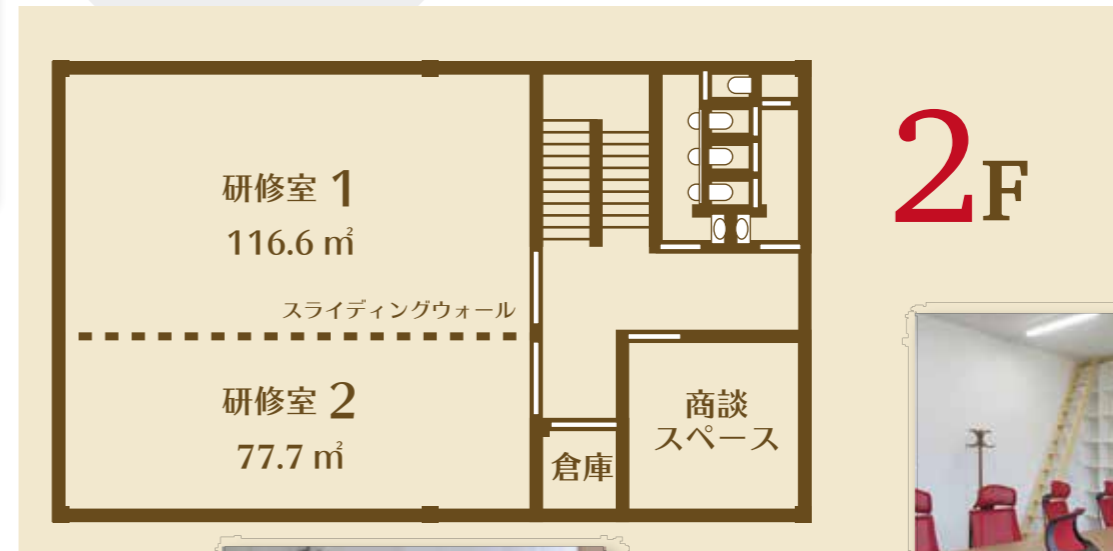 研修室 1
116.6 ㎡
スライディングウォール
研修室 2
77.7 ㎡
倉庫
商談
スペース
2F